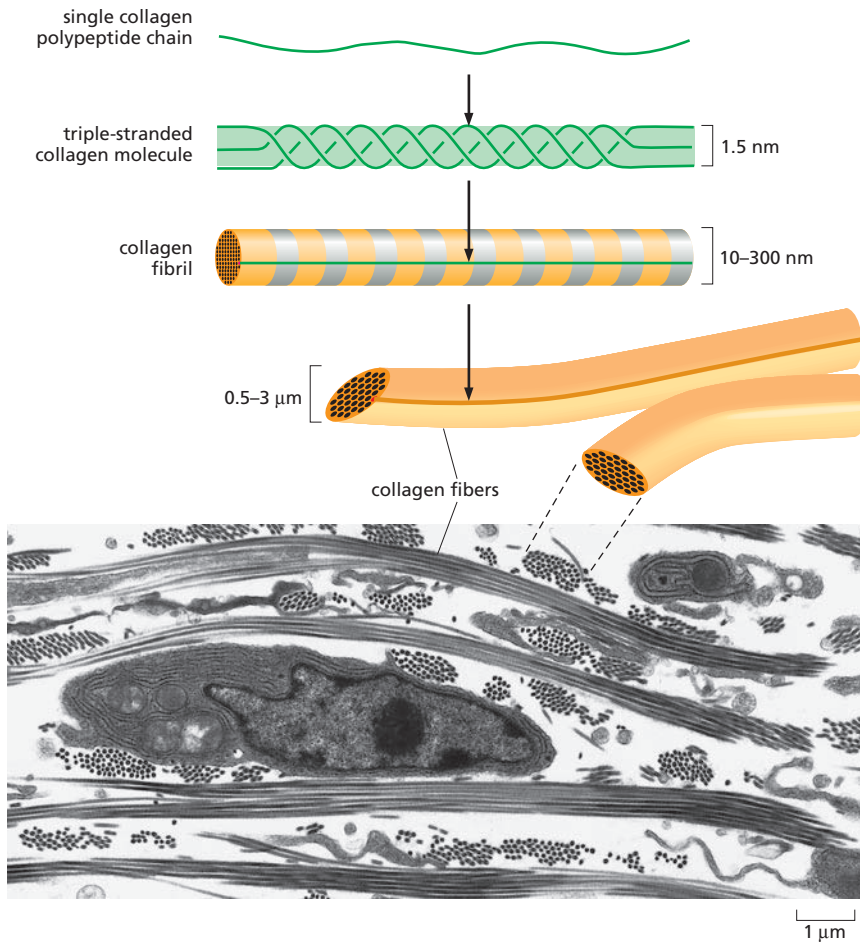 single collagen
polypeptide chain
triple-stranded
collagen molecule
1.5 nm
collagen
fibril
10–300 nm
0.5–3 μm
collagen fibers
1 μm